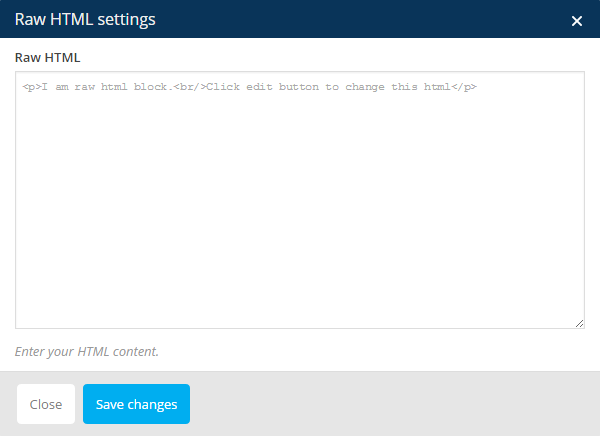 Raw HTML settings
Raw HTML
<p>I am raw html block.<br/>Click edit button to change this html</p>
Enter your HTML content.
Close
Save changes